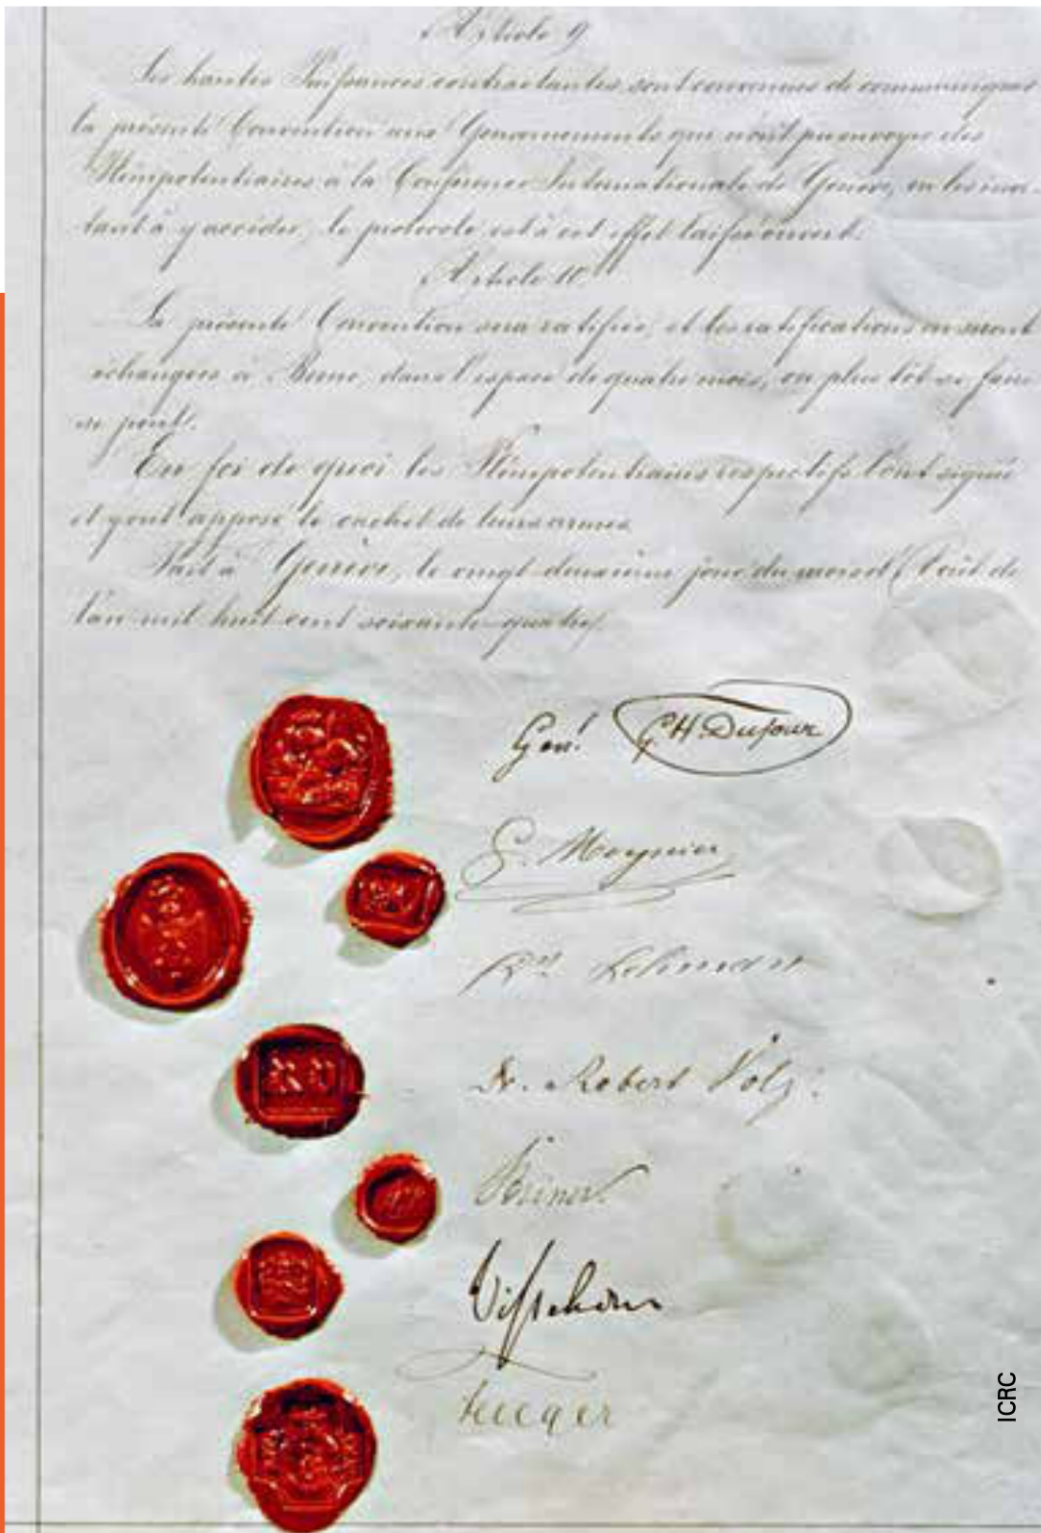 Article 9
Les hautes Puissances contractantes sont convenues de communiquer
la présente Convention aux Gouvernements qui n'ont pu envoyer des
Plénipotentiaires à la Conférence Internationale de Genève, en les invi-
tant à y accéder, le protocole est à cet effet laissé ouvert.
Article 10
La présente Convention sera ratifiée, et les ratifications en seront
échangées à Berne, dans l'espace de quatre mois, ou plus tôt si faire
se peut.
En foi de quoi les Plénipotentiaires respectifs l'ont signée
et y ont apposé le cachet de leurs armes.
Fait à Genève, le vingt-deuxième jour du mois d'Août de
l'an mil huit cent soixante-quatre.
Genl. G H. Dufour
G. Moynier
Dr. Lehmann
Dr. Robert Volz.
Steiner.
Visschers
ICRC